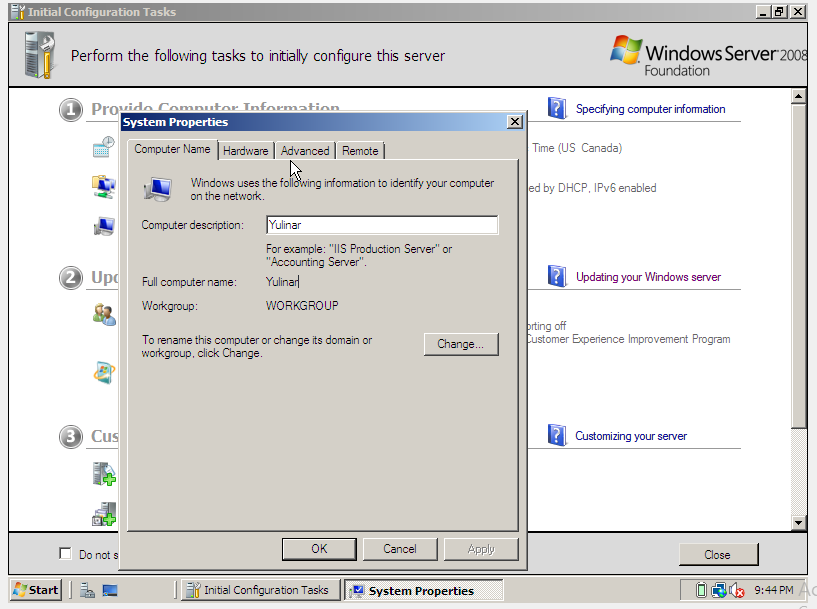 Initial Configuration Tasks
Perform the following tasks to initially configure this server
Windows Server 2008
Foundation
1 Provide Computer Information
Specifying computer information
System Properties
Computer Name Hardware Advanced Remote
Time (US Canada)
Windows uses the following information to identify your computer
on the network.
ed by DHCP, IPv6 enabled
Computer description: Yulinar
For example: "IIS Production Server" or
"Accounting Server".
Full computer name: Yulinar
Workgroup: WORKGROUP
To rename this computer or change its domain or
workgroup, click Change.
Change...
OK Cancel Apply
2 Upd
Updating your Windows server
orting off
Customer Experience Improvement Program
3 Cus
Customizing your server
Do not s
Close
Start Initial Configuration Tasks System Properties 9:44 PM